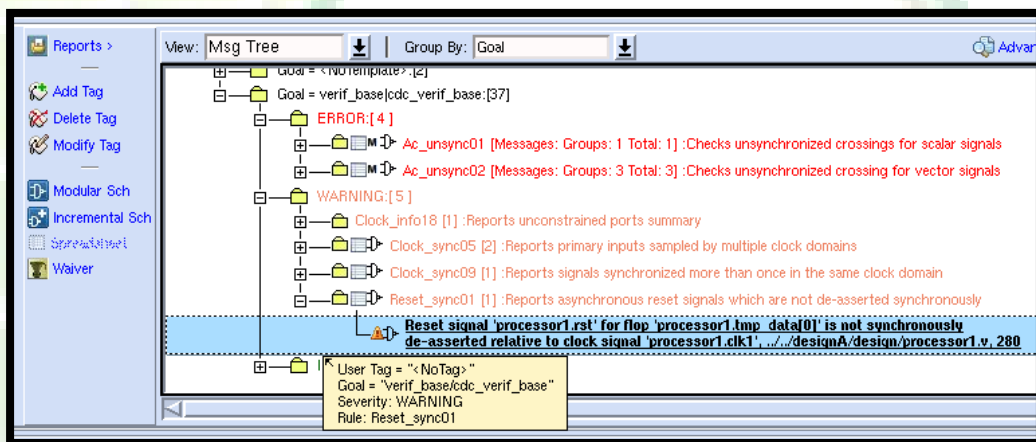 Reports >
Add Tag
Delete Tag
Modify Tag
Modular Sch
Incremental Sch
Spreadsheet
Waiver
View: Msg Tree Group By: Goal Advan
Goal = <NoTemplate>:[2]
Goal = verif_base|cdc_verif_base:[37]
ERROR:[4]
M Ac_unsync01 [Messages: Groups: 1 Total: 1] :Checks unsynchronized crossings for scalar signals
M Ac_unsync02 [Messages: Groups: 3 Total: 3] :Checks unsynchronized crossing for vector signals
WARNING:[5]
Clock_info18 [1] :Reports unconstrained ports summary
Clock_sync05 [2] :Reports primary inputs sampled by multiple clock domains
Clock_sync09 [1] :Reports signals synchronized more than once in the same clock domain
Reset_sync01 [1] :Reports asynchronous reset signals which are not de-asserted synchronously
Reset signal 'processor1.rst' for flop 'processor1.tmp_data[0]' is not synchronously
de-asserted relative to clock signal 'processor1.clk1', ../../designA/design/processor1.v, 280
User Tag = "<NoTag>"
Goal = "verif_base/cdc_verif_base"
Severity: WARNING
Rule: Reset_sync01